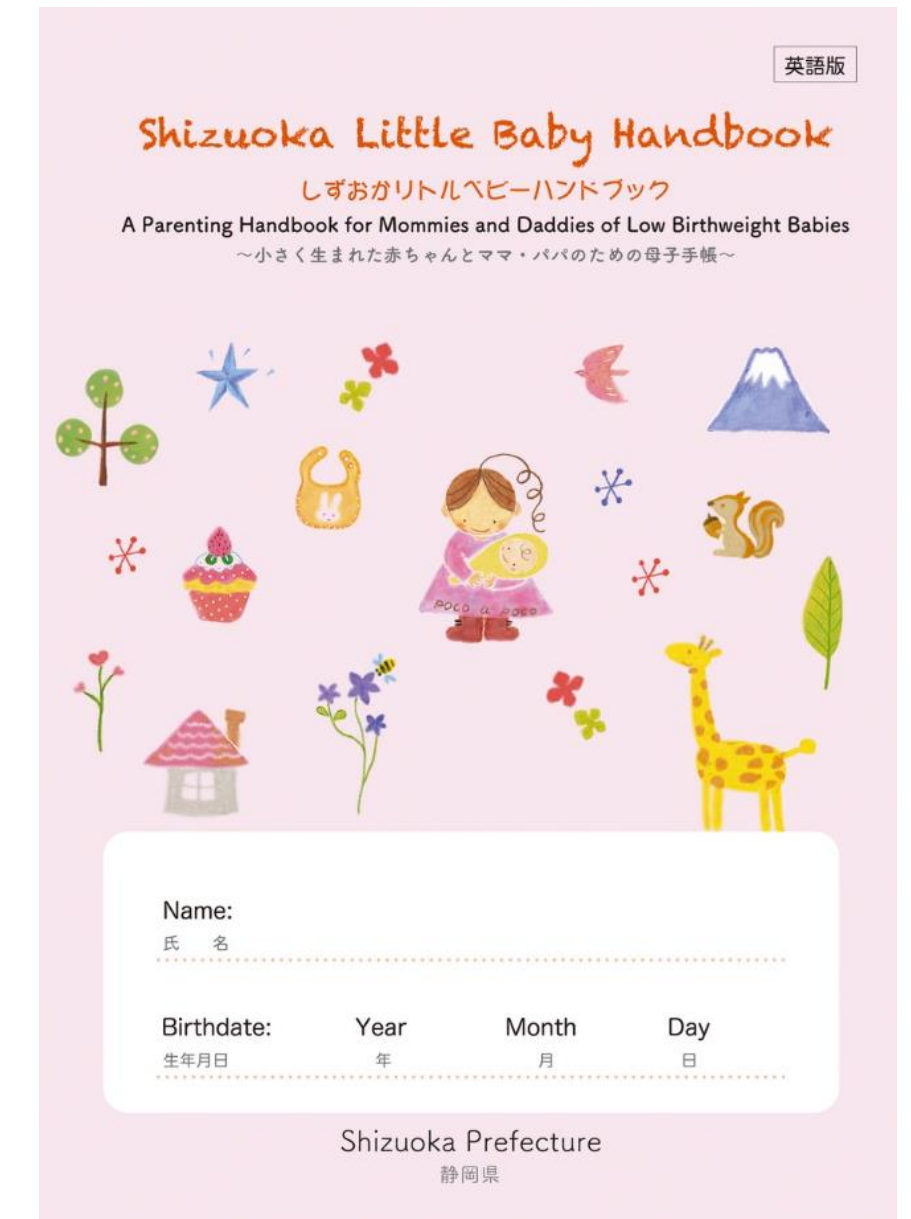 英語版
Shizuoka Little Baby Handbook
しずおかリトルベビーハンドブック
A Parenting Handbook for Mommies and Daddies of Low Birthweight Babies
～小さく生まれた赤ちゃんとママ・パパのための母子手帳～
poco a poco
Name:
氏 名
Birthdate: Year Month Day
生年月日 年 月 日
Shizuoka Prefecture
静岡県